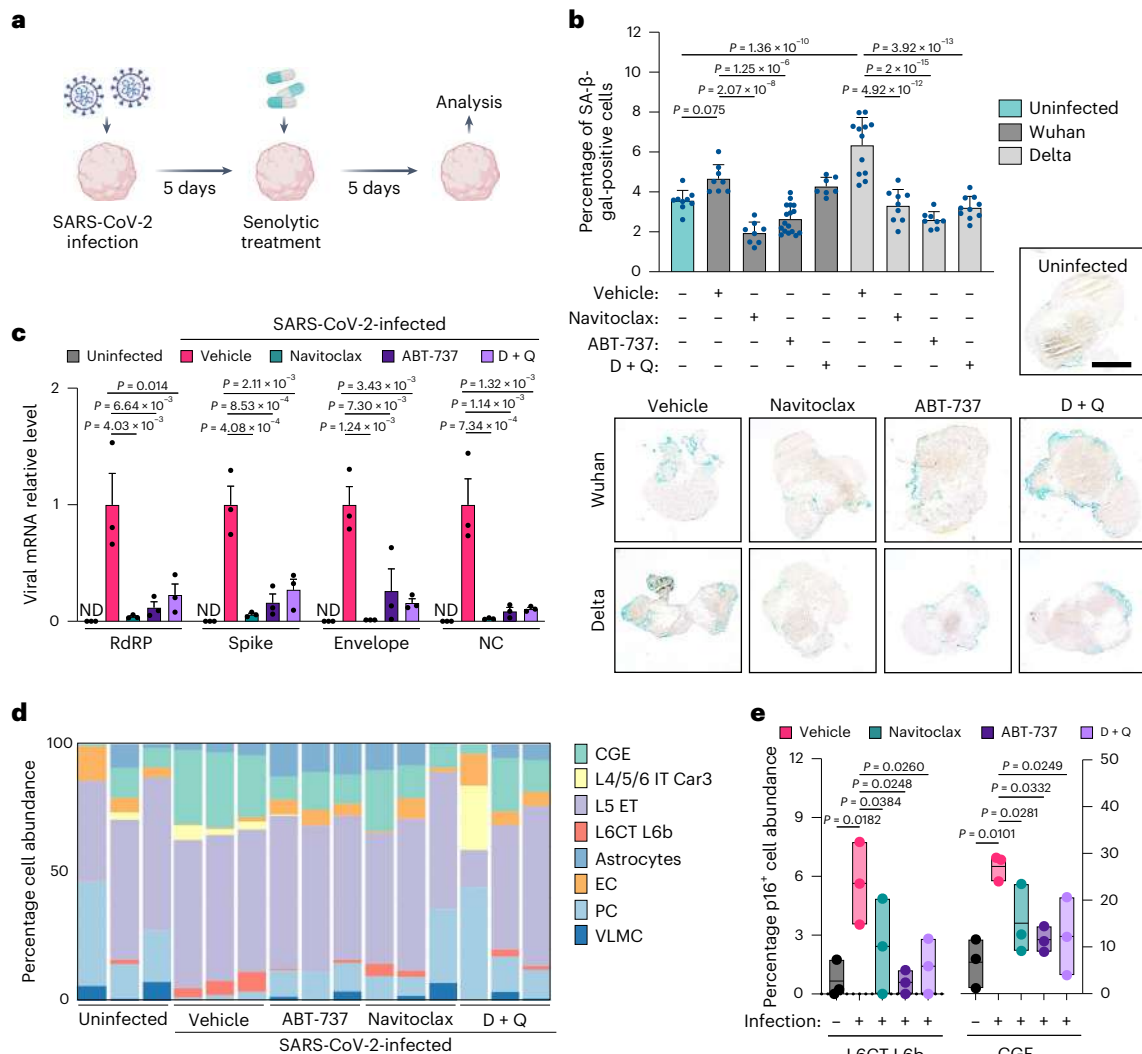 a
SARS-CoV-2
infection
5 days
Senolytic
treatment
5 days
Analysis
b
Percentage of SA-β-
gal-positive cells
12
10
8
6
4
2
0
P = 1.36 × 10⁻¹⁰
P = 3.92 × 10⁻¹³
P = 1.25 × 10⁻⁶
P = 2 × 10⁻¹⁵
P = 2.07 × 10⁻⁸
P = 4.92 × 10⁻¹²
P = 0.075
Uninfected
Wuhan
Delta
Vehicle: – + – – – + – – –
Navitoclax: – – + – – – + – –
ABT-737: – – – + – – – + –
D + Q: – – – – + – – – +
Uninfected
Vehicle
Navitoclax
ABT-737
D + Q
Wuhan
Delta
c
SARS-CoV-2-infected
Uninfected
Vehicle
Navitoclax
ABT-737
D + Q
Viral mRNA relative level
2
1
0
P = 0.014
P = 6.64 × 10⁻³
P = 4.03 × 10⁻³
P = 2.11 × 10⁻³
P = 8.53 × 10⁻⁴
P = 4.08 × 10⁻⁴
P = 3.43 × 10⁻³
P = 7.30 × 10⁻³
P = 1.24 × 10⁻³
P = 1.32 × 10⁻³
P = 1.14 × 10⁻³
P = 7.34 × 10⁻⁴
ND
ND
ND
ND
RdRP
Spike
Envelope
NC
d
Percentage cell abundance
100
50
0
Uninfected
Vehicle
ABT-737
Navitoclax
D + Q
SARS-CoV-2-infected
CGE
L4/5/6 IT Car3
L5 ET
L6CT L6b
Astrocytes
EC
PC
VLMC
e
Vehicle
Navitoclax
ABT-737
D + Q
Percentage p16⁺ cell abundance
12
9
6
3
0
P = 0.0260
P = 0.0248
P = 0.0384
P = 0.0182
P = 0.0249
P = 0.0332
P = 0.0281
P = 0.0101
50
40
30
20
10
0
Infection: – + + + + – + + + +
L6CT L6b
CGE